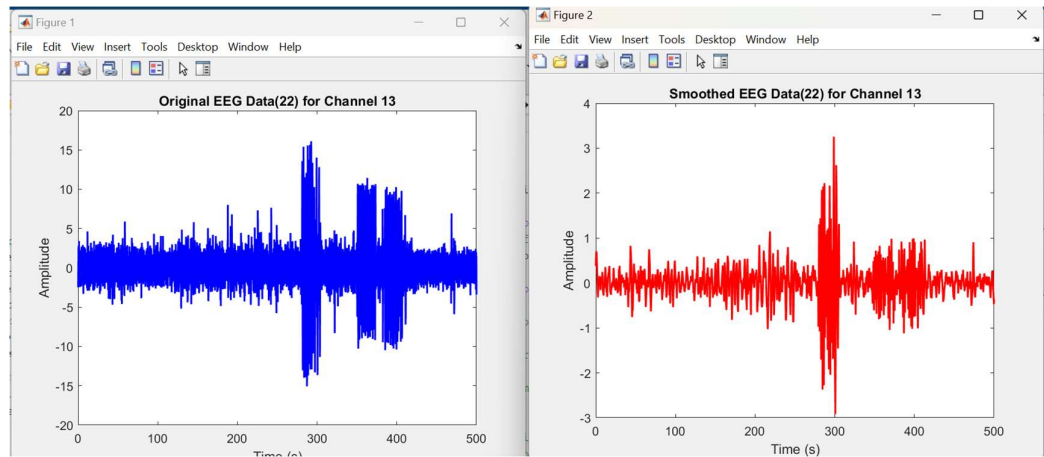 Figure 1
File Edit View Insert Tools Desktop Window Help
Original EEG Data(22) for Channel 13
20
15
10
5
0
-5
-10
-15
-20
Amplitude
0 100 200 300 400 500
Time (s)
Figure 2
File Edit View Insert Tools Desktop Window Help
Smoothed EEG Data(22) for Channel 13
4
3
2
1
0
-1
-2
-3
Amplitude
0 100 200 300 400 500
Time (s)